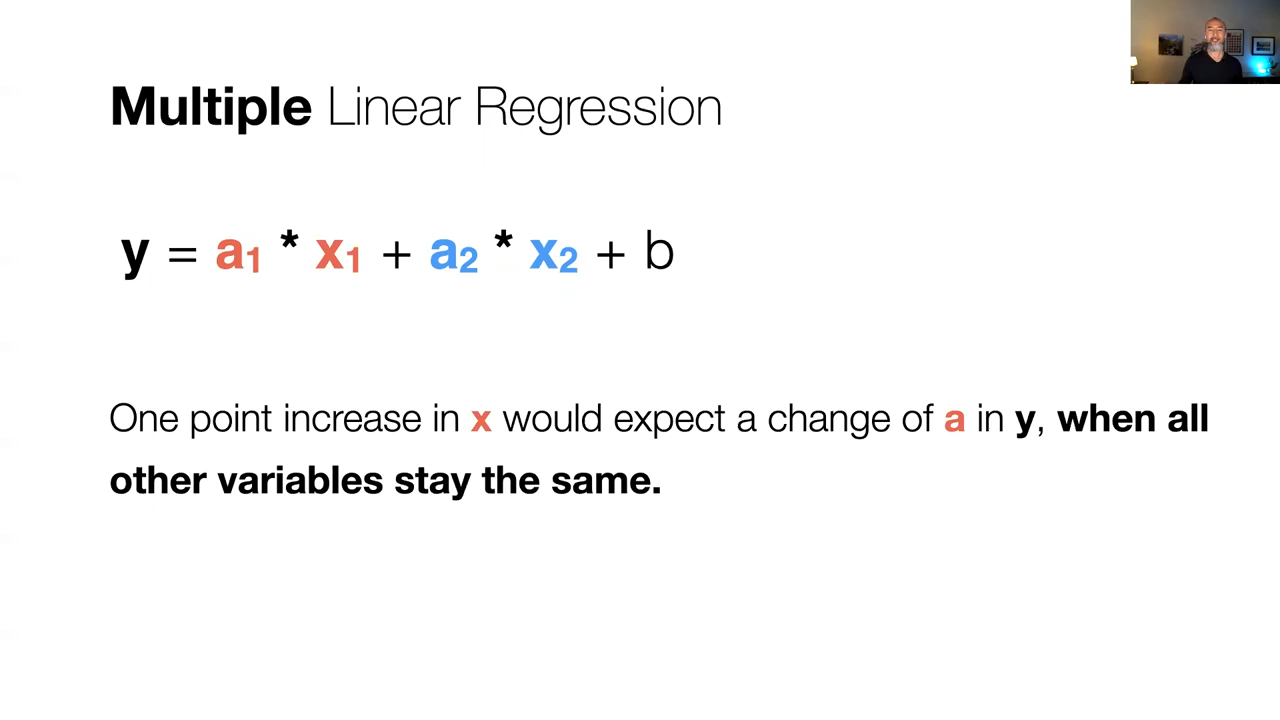 Multiple Linear Regression
y = a₁ * x₁ + a₂ * x₂ + b
One point increase in x would expect a change of a in y, when all
other variables stay the same.